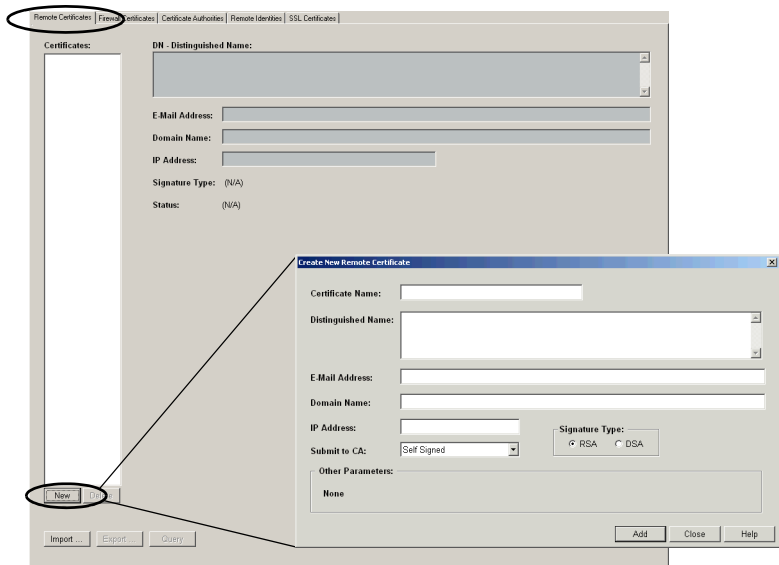 Remote Certificates Firewall Certificates Certificate Authorities Remote Identities SSL Certificates
Certificates:
DN - Distinguished Name:
E-Mail Address:
Domain Name:
IP Address:
Signature Type: (N/A)
Status: (N/A)
New Delete
Import ... Export ... Query
Create New Remote Certificate
Certificate Name:
Distinguished Name:
E-Mail Address:
Domain Name:
IP Address:
Signature Type:
RSA DSA
Submit to CA: Self Signed
Other Parameters:
None
Add Close Help